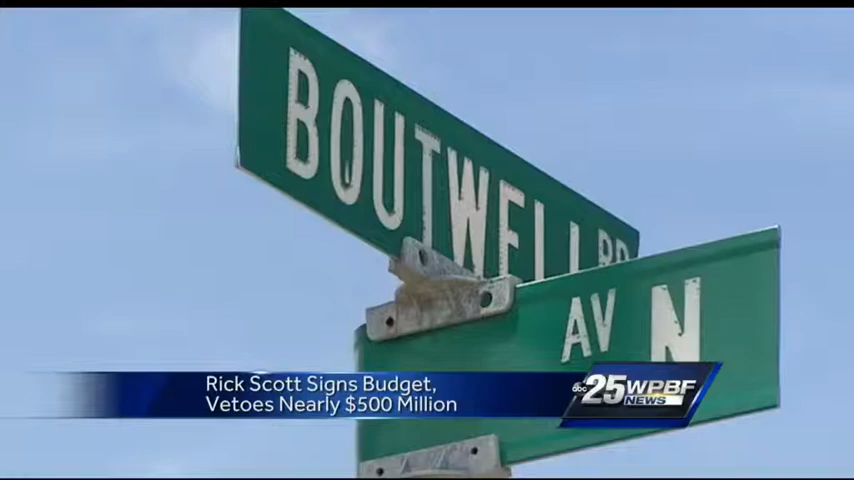 BOUTWELL RD
AV N
Rick Scott Signs Budget,
Vetoes Nearly $500 Million
abc 25 WPBF
NEWS